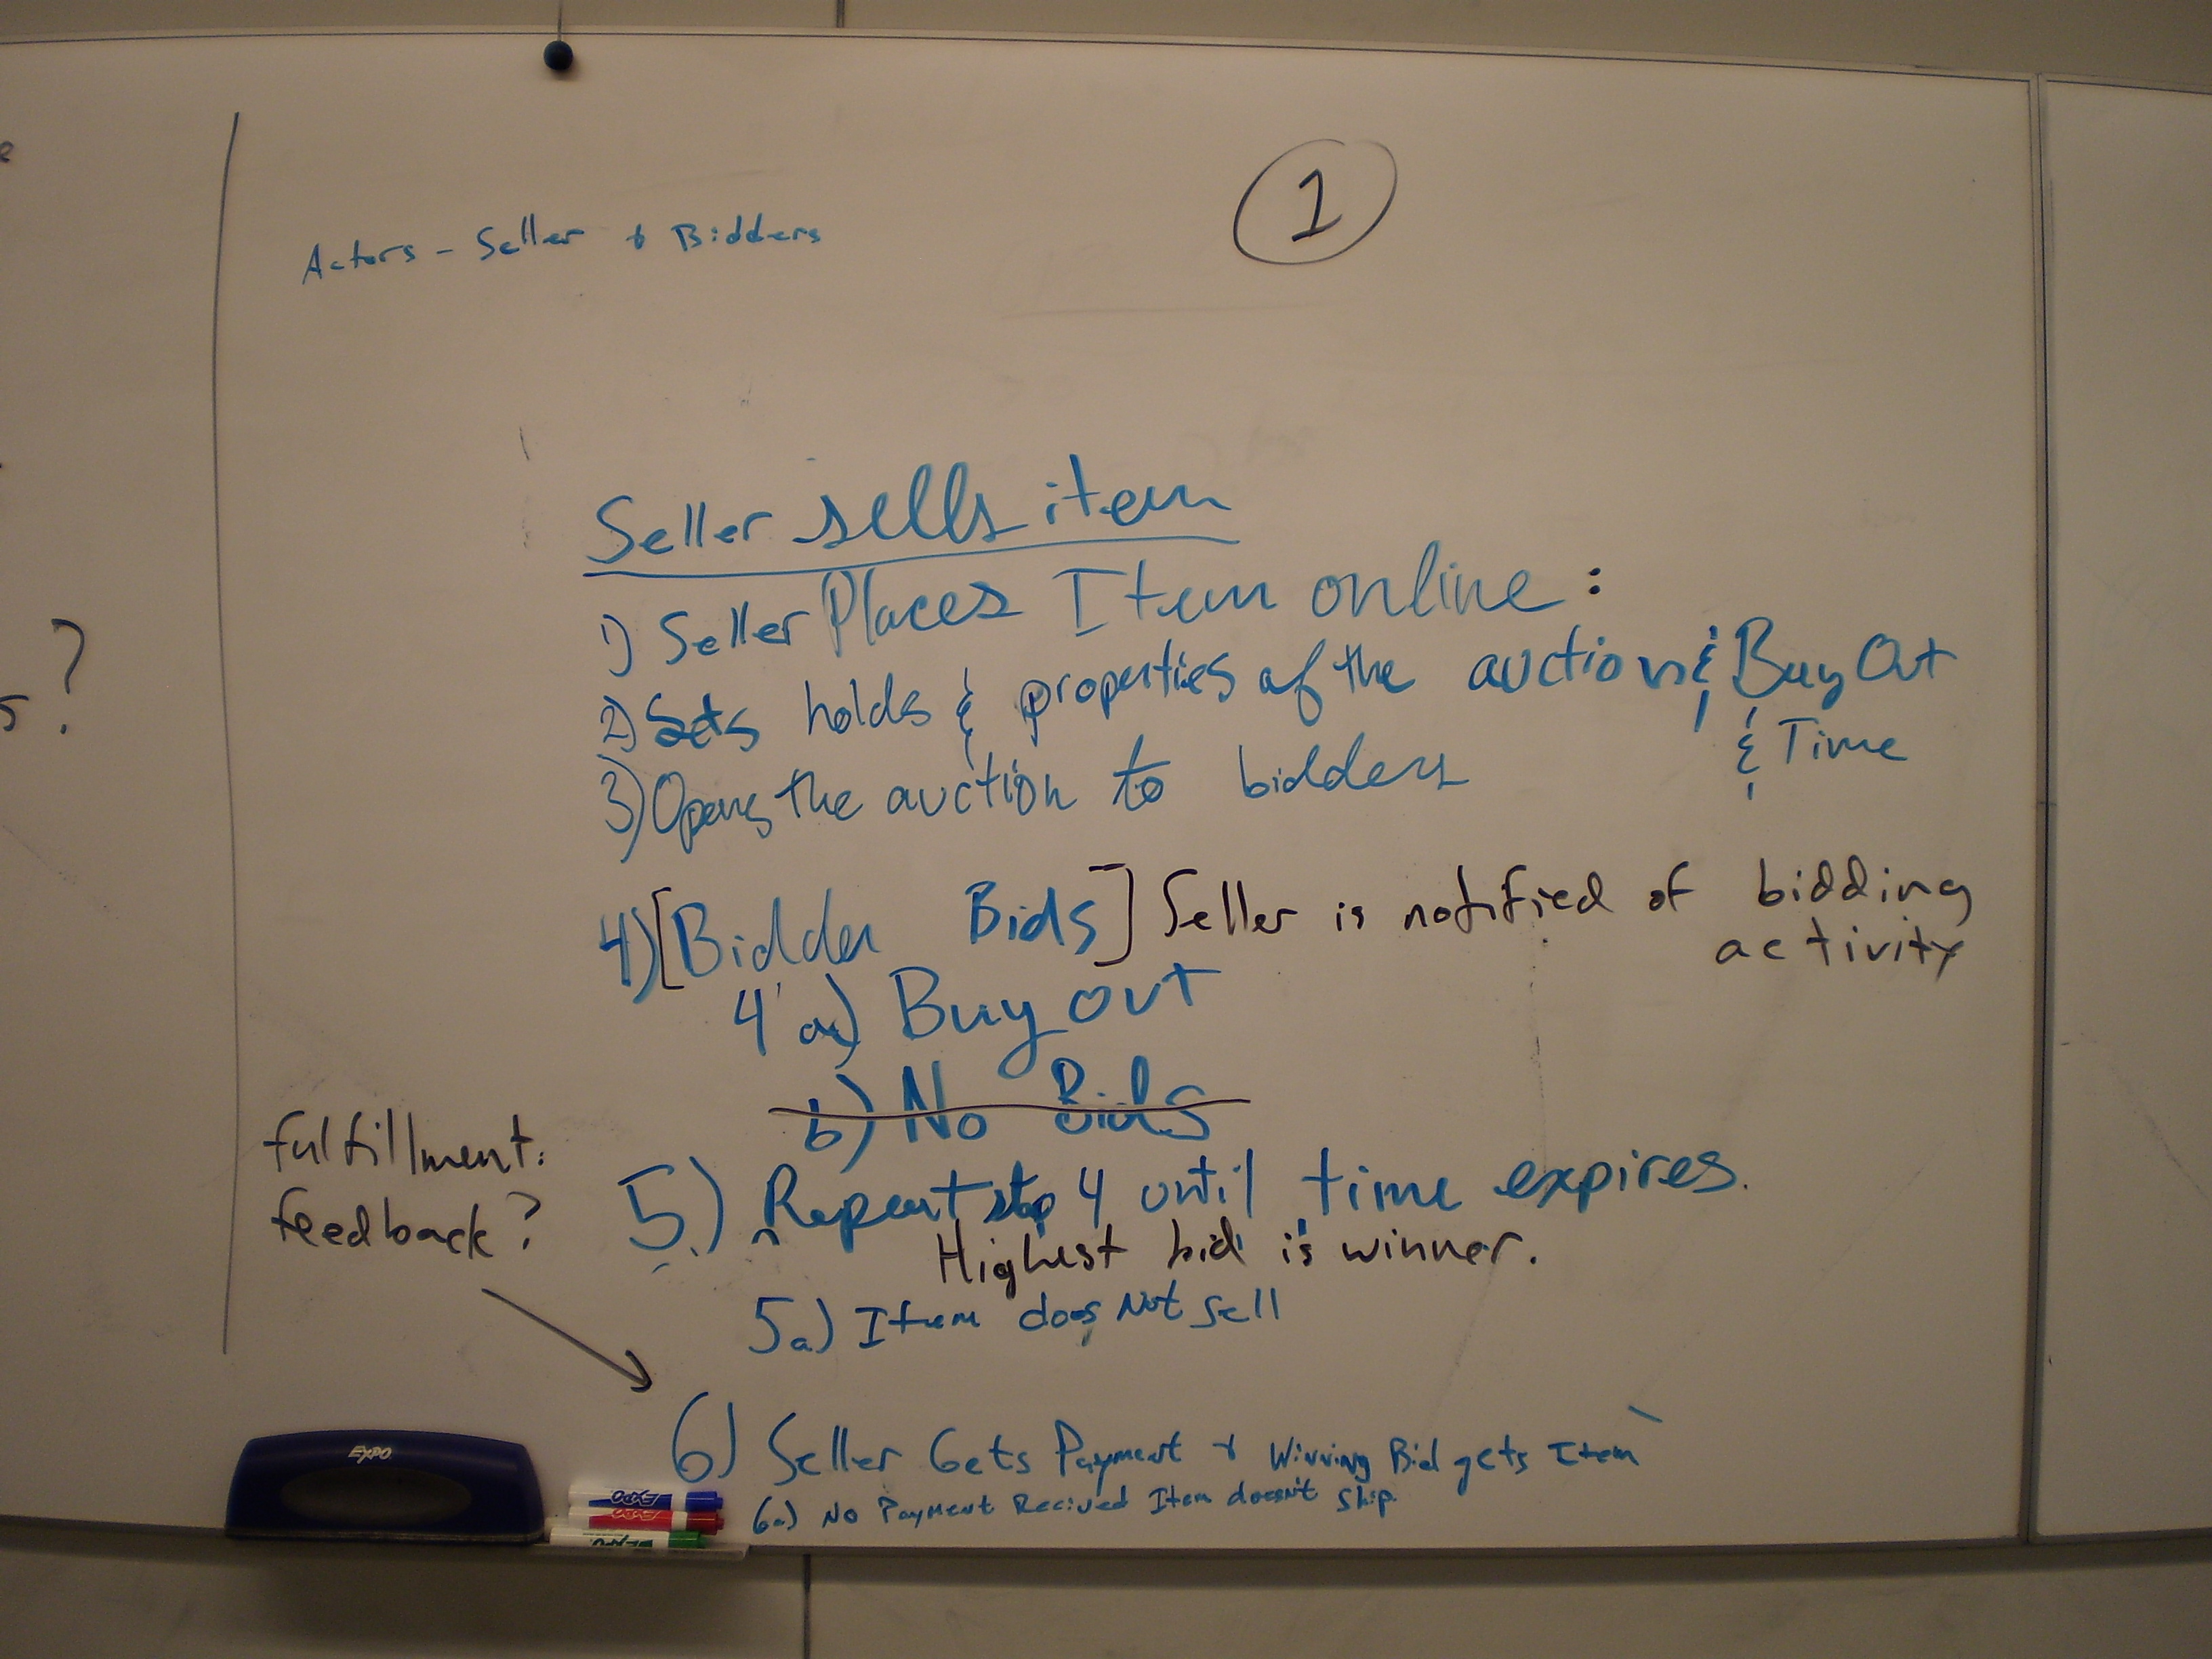 1
Actors - Seller & Bidders
Seller sells item
1) Seller Places Item online :
2) Sets holds & properties of the auction & Buy Out
& Time
3) Opens the auction to bidders
4) [Bidder Bids] Seller is notified of bidding
activity
4 a) Buy out
b) No Bids
5.) Repeat step 4 until time expires.
Highest bid is winner.
5a) Item does Not sell
fulfillment.
feedback?
6) Seller Gets Payment & Winning Bid gets Item
6a) No Payment Recived Item doesn't ship.
?
s?
EXPO
EXPO
EXPO
EXPO